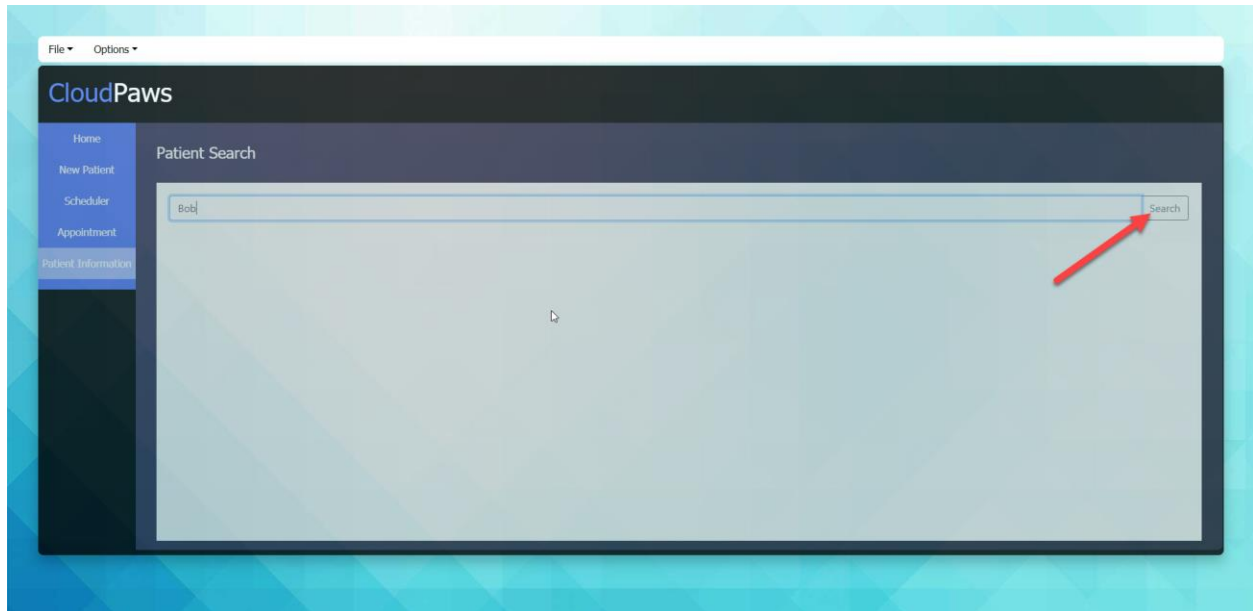 File Options
CloudPaws
Home
New Patient
Scheduler
Appointment
Patient Information
Patient Search
Bob
Search